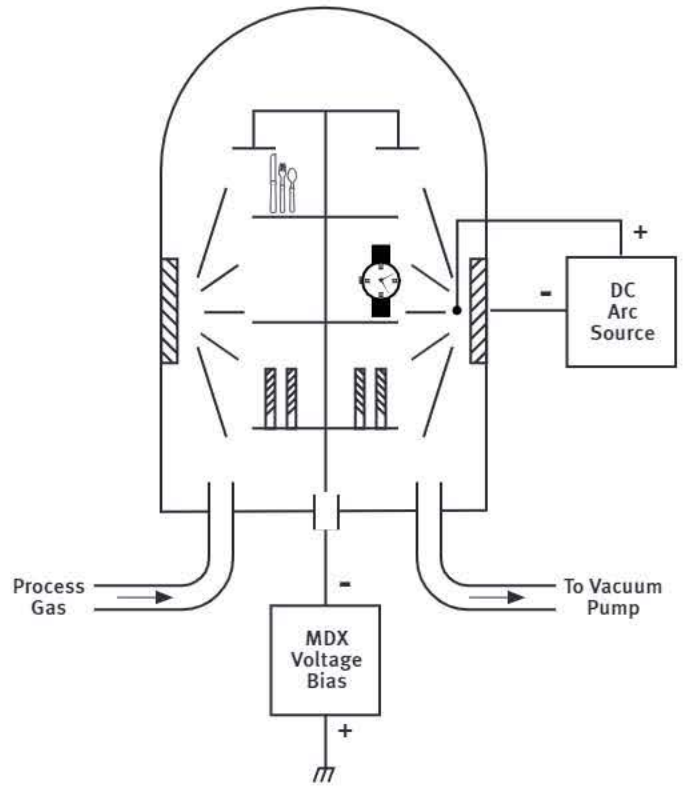 +
-
DC
Arc
Source
Process
Gas
To Vacuum
Pump
-
MDX
Voltage
Bias
+